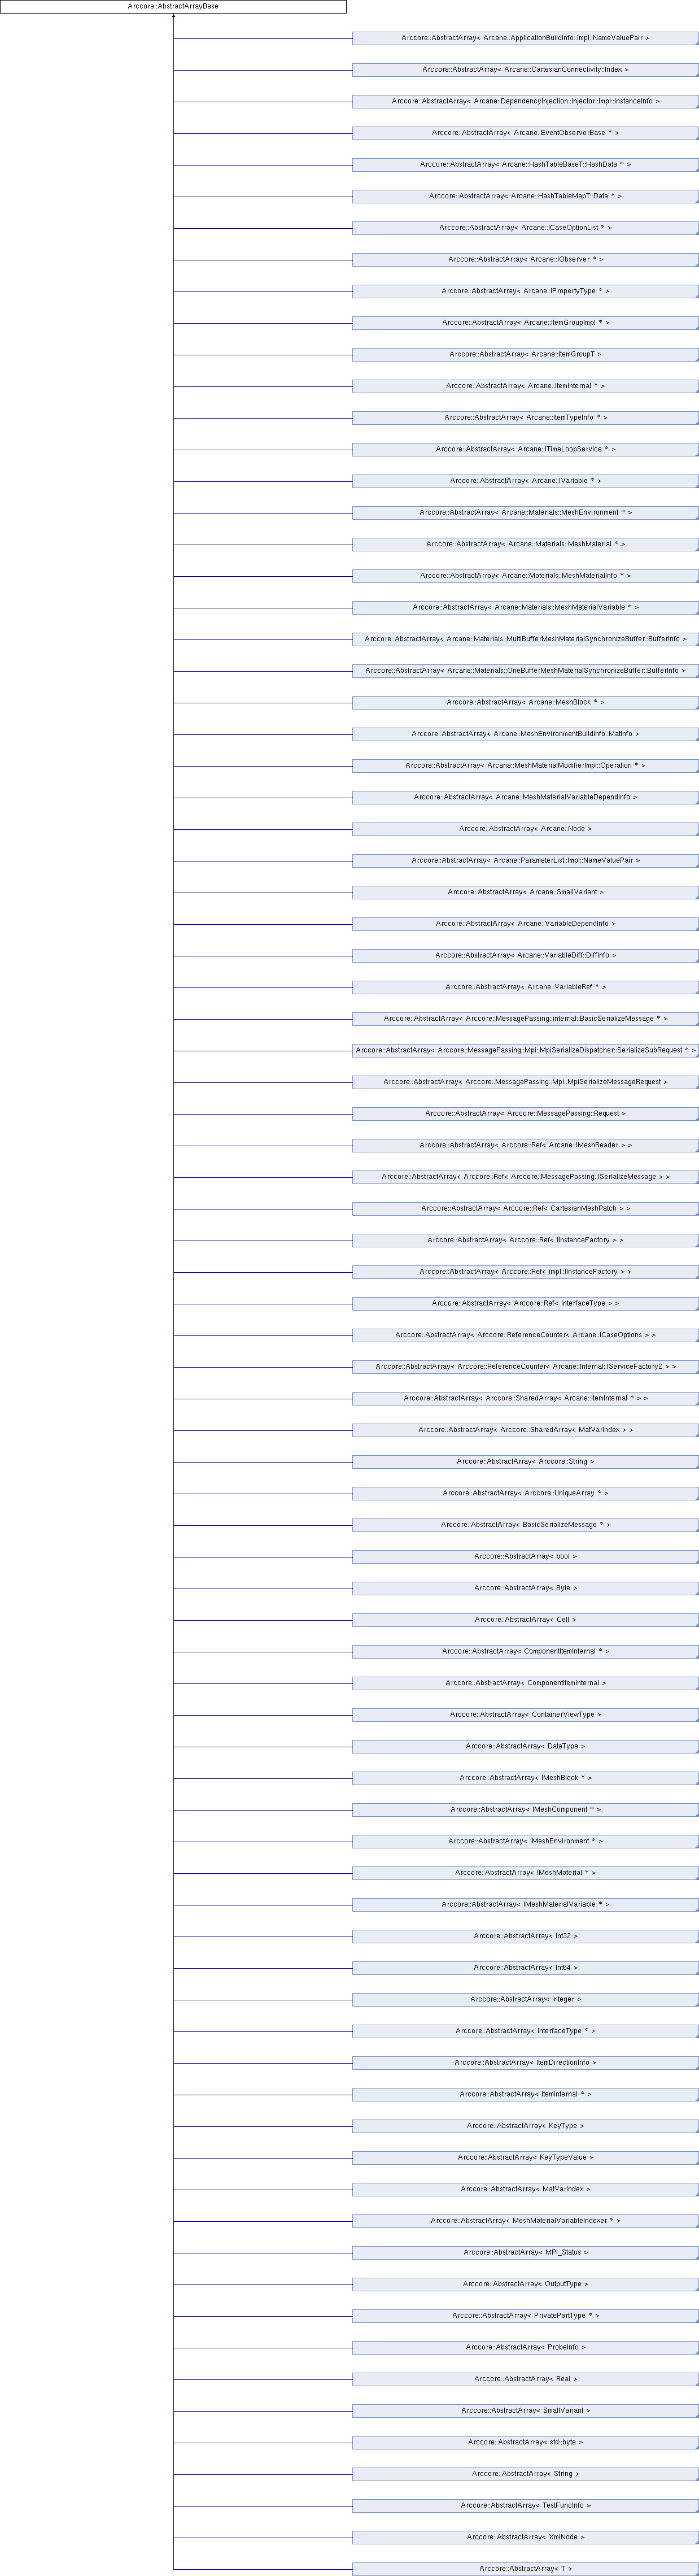 Arccore::AbstractArrayBase
Arccore::AbstractArray< Arcane::ApplicationBuildInfo::Impl::NameValuePair >
Arccore::AbstractArray< Arcane::CartesianConnectivity::Index >
Arccore::AbstractArray< Arcane::DependencyInjection::Injector::Impl::InstanceInfo >
Arccore::AbstractArray< Arcane::EventObserverBase * >
Arccore::AbstractArray< Arcane::HashTableBaseT::HashData * >
Arccore::AbstractArray< Arcane::HashTableMapT::Data * >
Arccore::AbstractArray< Arcane::ICaseOptionList * >
Arccore::AbstractArray< Arcane::IObserver * >
Arccore::AbstractArray< Arcane::IPropertyType * >
Arccore::AbstractArray< Arcane::ItemGroupImpl * >
Arccore::AbstractArray< Arcane::ItemGroupT >
Arccore::AbstractArray< Arcane::ItemInternal * >
Arccore::AbstractArray< Arcane::ItemTypeInfo * >
Arccore::AbstractArray< Arcane::ITimeLoopService * >
Arccore::AbstractArray< Arcane::IVariable * >
Arccore::AbstractArray< Arcane::Materials::MeshEnvironment * >
Arccore::AbstractArray< Arcane::Materials::MeshMaterial * >
Arccore::AbstractArray< Arcane::Materials::MeshMaterialInfo * >
Arccore::AbstractArray< Arcane::Materials::MeshMaterialVariable * >
Arccore::AbstractArray< Arcane::Materials::MultiBufferMeshMaterialSynchronizeBuffer::BufferInfo >
Arccore::AbstractArray< Arcane::Materials::OneBufferMeshMaterialSynchronizeBuffer::BufferInfo >
Arccore::AbstractArray< Arcane::MeshBlock * >
Arccore::AbstractArray< Arcane::MeshEnvironmentBuildInfo::MatInfo >
Arccore::AbstractArray< Arcane::MeshMaterialModifierImpl::Operation * >
Arccore::AbstractArray< Arcane::MeshMaterialVariableDependInfo >
Arccore::AbstractArray< Arcane::Node >
Arccore::AbstractArray< Arcane::ParameterList::Impl::NameValuePair >
Arccore::AbstractArray< Arcane::SmallVariant >
Arccore::AbstractArray< Arcane::VariableDependInfo >
Arccore::AbstractArray< Arcane::VariableDiff::DiffInfo >
Arccore::AbstractArray< Arcane::VariableRef * >
Arccore::AbstractArray< Arccore::MessagePassing::internal::BasicSerializeMessage * >
Arccore::AbstractArray< Arccore::MessagePassing::Mpi::MpiSerializeDispatcher::SerializeSubRequest * >
Arccore::AbstractArray< Arccore::MessagePassing::Mpi::MpiSerializeMessageRequest >
Arccore::AbstractArray< Arccore::MessagePassing::Request >
Arccore::AbstractArray< Arccore::Ref< Arcane::IMeshReader > >
Arccore::AbstractArray< Arccore::Ref< Arccore::MessagePassing::ISerializeMessage > >
Arccore::AbstractArray< Arccore::Ref< CartesianMeshPatch > >
Arccore::AbstractArray< Arccore::Ref< IInstanceFactory > >
Arccore::AbstractArray< Arccore::Ref< impl::IInstanceFactory > >
Arccore::AbstractArray< Arccore::Ref< InterfaceType > >
Arccore::AbstractArray< Arccore::ReferenceCounter< Arcane::ICaseOptions > >
Arccore::AbstractArray< Arccore::ReferenceCounter< Arcane::Internal::IServiceFactory2 > >
Arccore::AbstractArray< Arccore::SharedArray< Arcane::ItemInternal * > >
Arccore::AbstractArray< Arccore::SharedArray< MatVarIndex > >
Arccore::AbstractArray< Arccore::String >
Arccore::AbstractArray< Arccore::UniqueArray * >
Arccore::AbstractArray< BasicSerializeMessage * >
Arccore::AbstractArray< bool >
Arccore::AbstractArray< Byte >
Arccore::AbstractArray< Cell >
Arccore::AbstractArray< ComponentItemInternal * >
Arccore::AbstractArray< ComponentItemInternal >
Arccore::AbstractArray< ContainerViewType >
Arccore::AbstractArray< DataType >
Arccore::AbstractArray< IMeshBlock * >
Arccore::AbstractArray< IMeshComponent * >
Arccore::AbstractArray< IMeshEnvironment * >
Arccore::AbstractArray< IMeshMaterial * >
Arccore::AbstractArray< IMeshMaterialVariable * >
Arccore::AbstractArray< Int32 >
Arccore::AbstractArray< Int64 >
Arccore::AbstractArray< Integer >
Arccore::AbstractArray< InterfaceType * >
Arccore::AbstractArray< ItemDirectionInfo >
Arccore::AbstractArray< ItemInternal * >
Arccore::AbstractArray< KeyType >
Arccore::AbstractArray< KeyTypeValue >
Arccore::AbstractArray< MatVarIndex >
Arccore::AbstractArray< MeshMaterialVariableIndexer * >
Arccore::AbstractArray< MPI_Status >
Arccore::AbstractArray< OutputType >
Arccore::AbstractArray< PrivatePartType * >
Arccore::AbstractArray< ProbeInfo >
Arccore::AbstractArray< Real >
Arccore::AbstractArray< SmallVariant >
Arccore::AbstractArray< std::byte >
Arccore::AbstractArray< String >
Arccore::AbstractArray< TestFuncInfo >
Arccore::AbstractArray< XmlNode >
Arccore::AbstractArray< T >